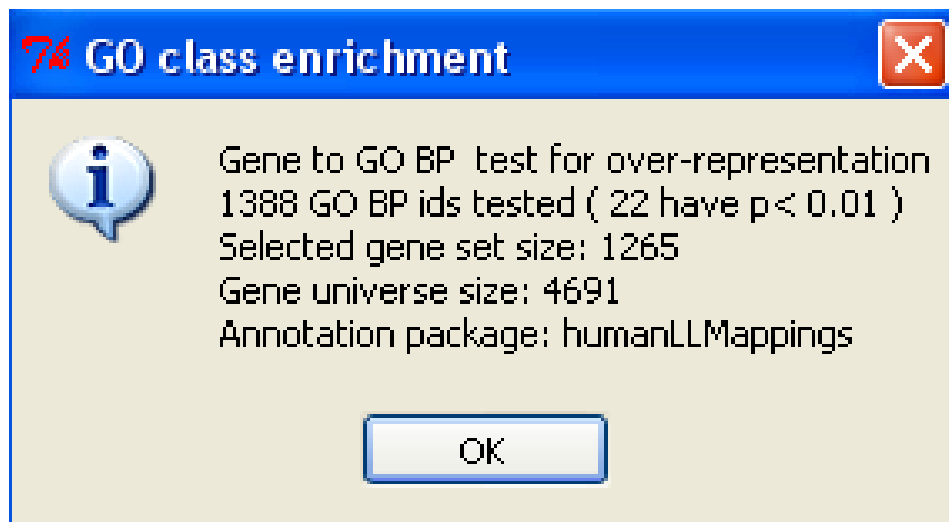 7% GO class enrichment
Gene to GO BP  test for over-representation
1388 GO BP ids tested ( 22 have p< 0.01 )
Selected gene set size: 1265
Gene universe size: 4691
Annotation package: humanLLMappings
OK